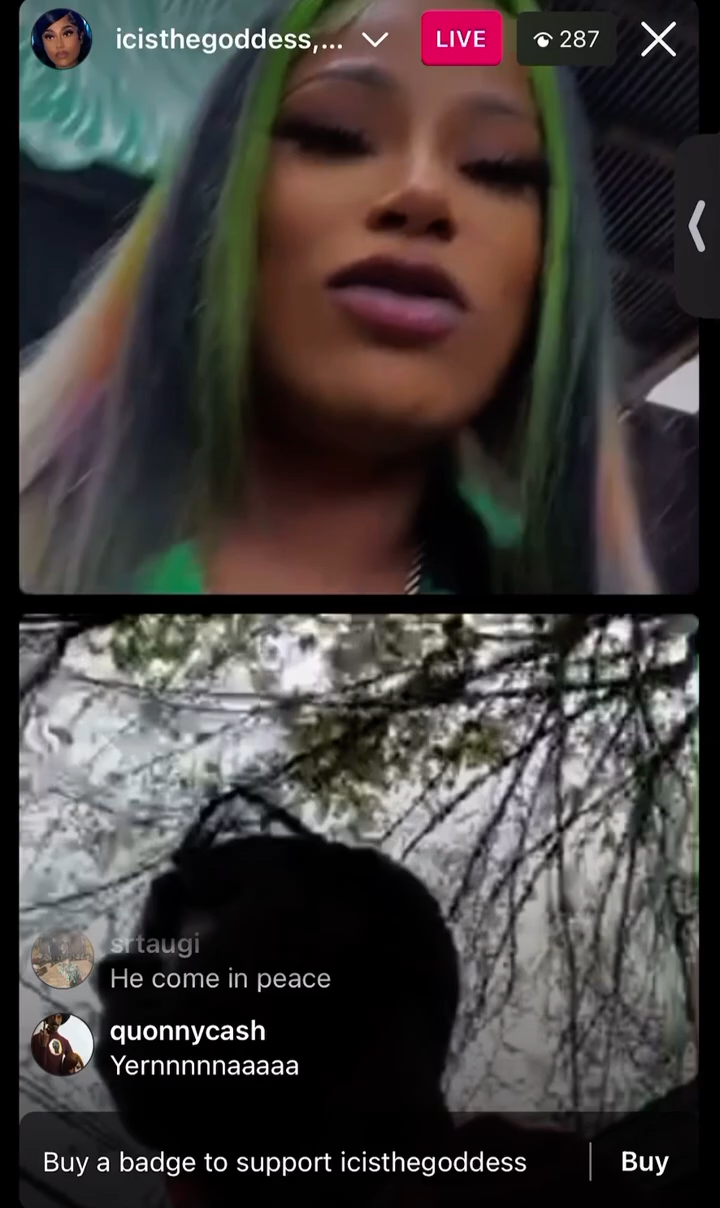 icisthegoddess,...
LIVE
287
srtaugi
He come in peace
quonnycash
Yernnnnnaaaaa
Buy a badge to support icisthegoddess
Buy